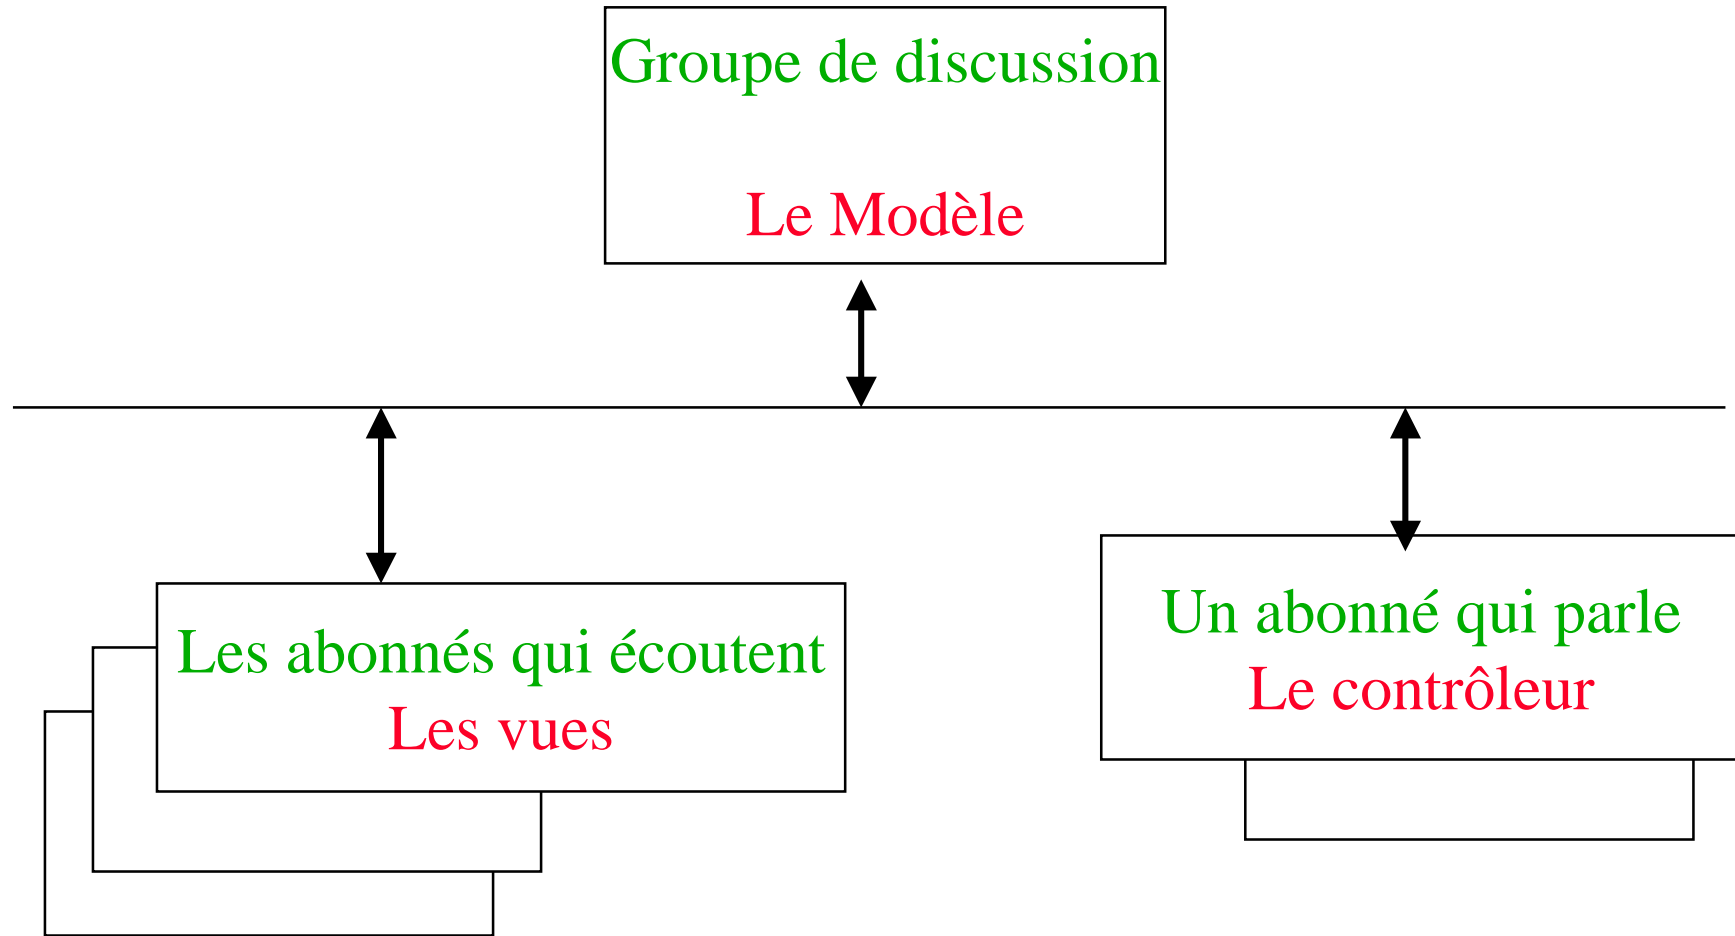 Groupe de discussion
Le Modèle
Les abonnés qui écoutent
Les vues
Un abonné qui parle
Le contrôleur